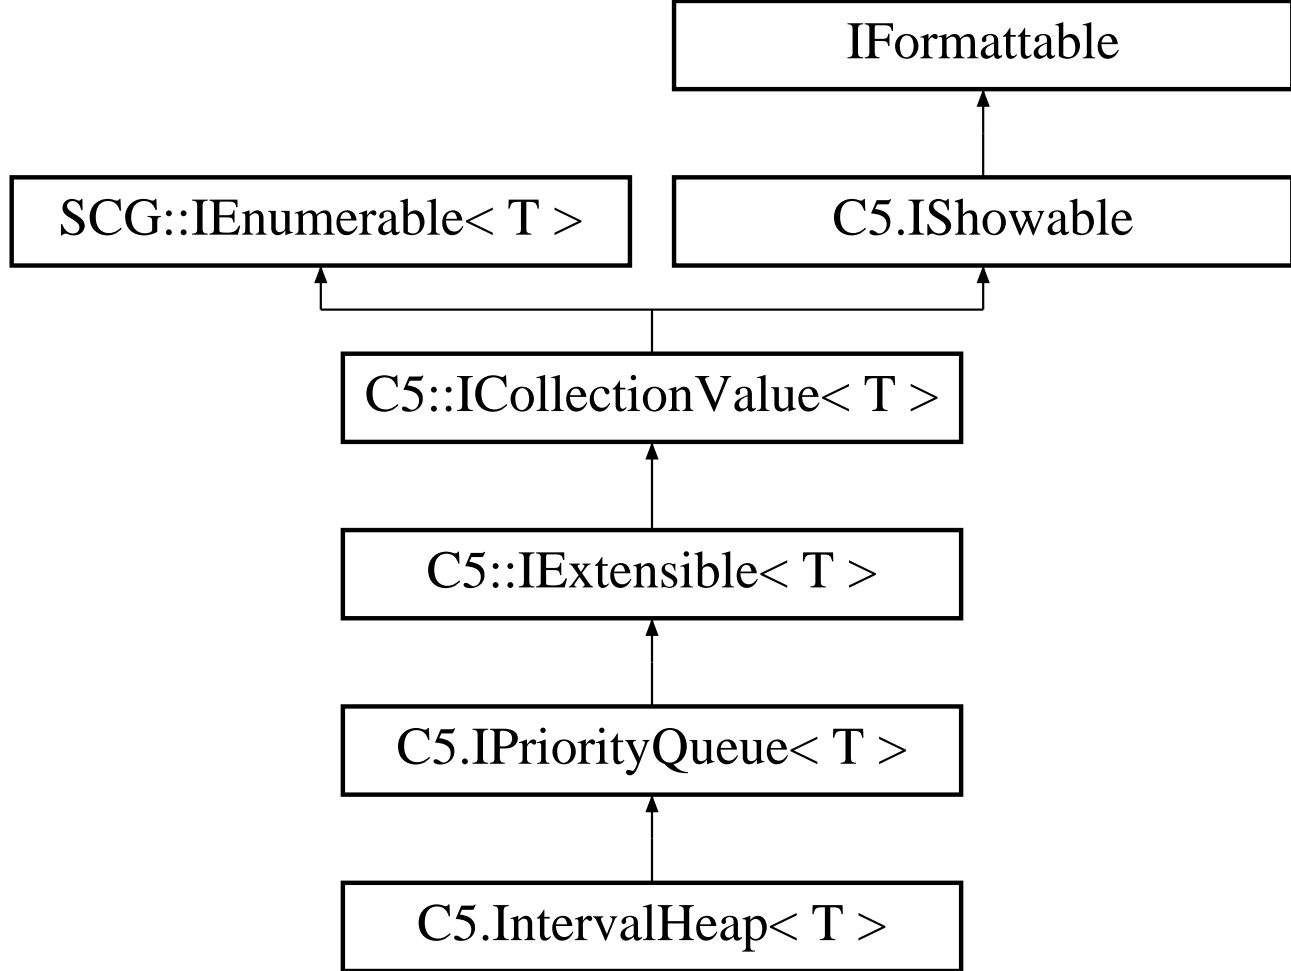 IFormattable
SCG::IEnumerable< T >
C5.IShowable
C5::ICollectionValue< T >
C5::IExtensible< T >
C5.IPriorityQueue< T >
C5.IntervalHeap< T >